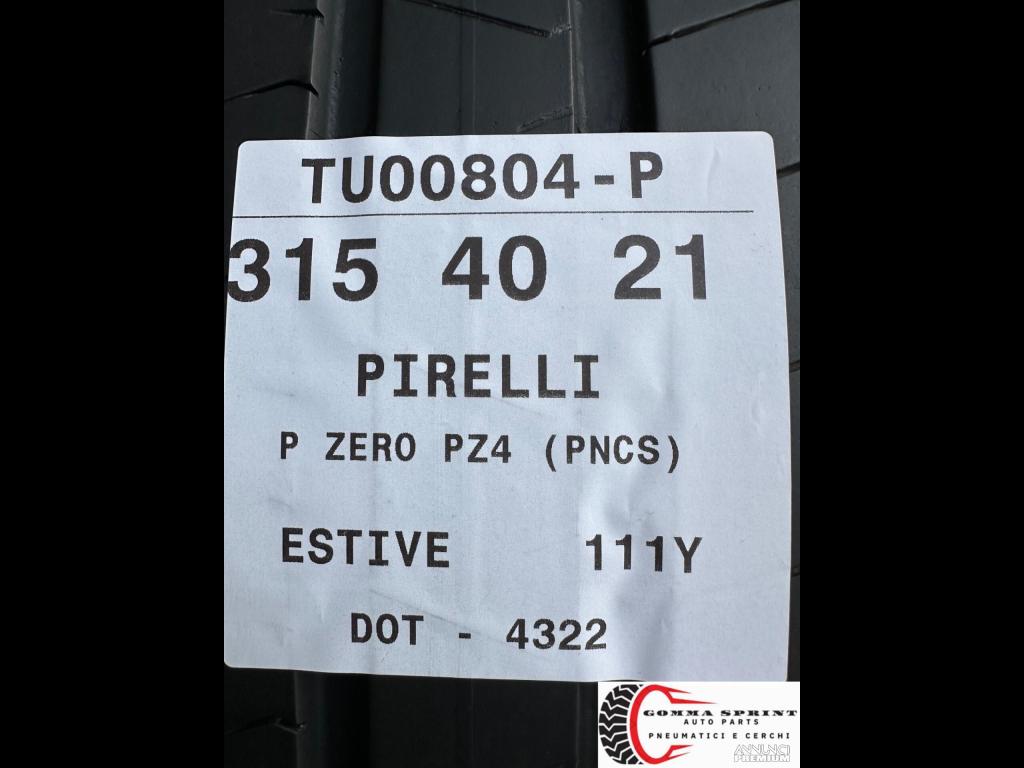 TU00804-P
315 40 21
PIRELLI
P ZERO PZ4 (PNCS)
ESTIVE 111Y
DOT - 4322
GOMMA SPRINT
AUTO PARTS
PNEUMATICI E CERCHI
ANNUNCI
PREMIUM